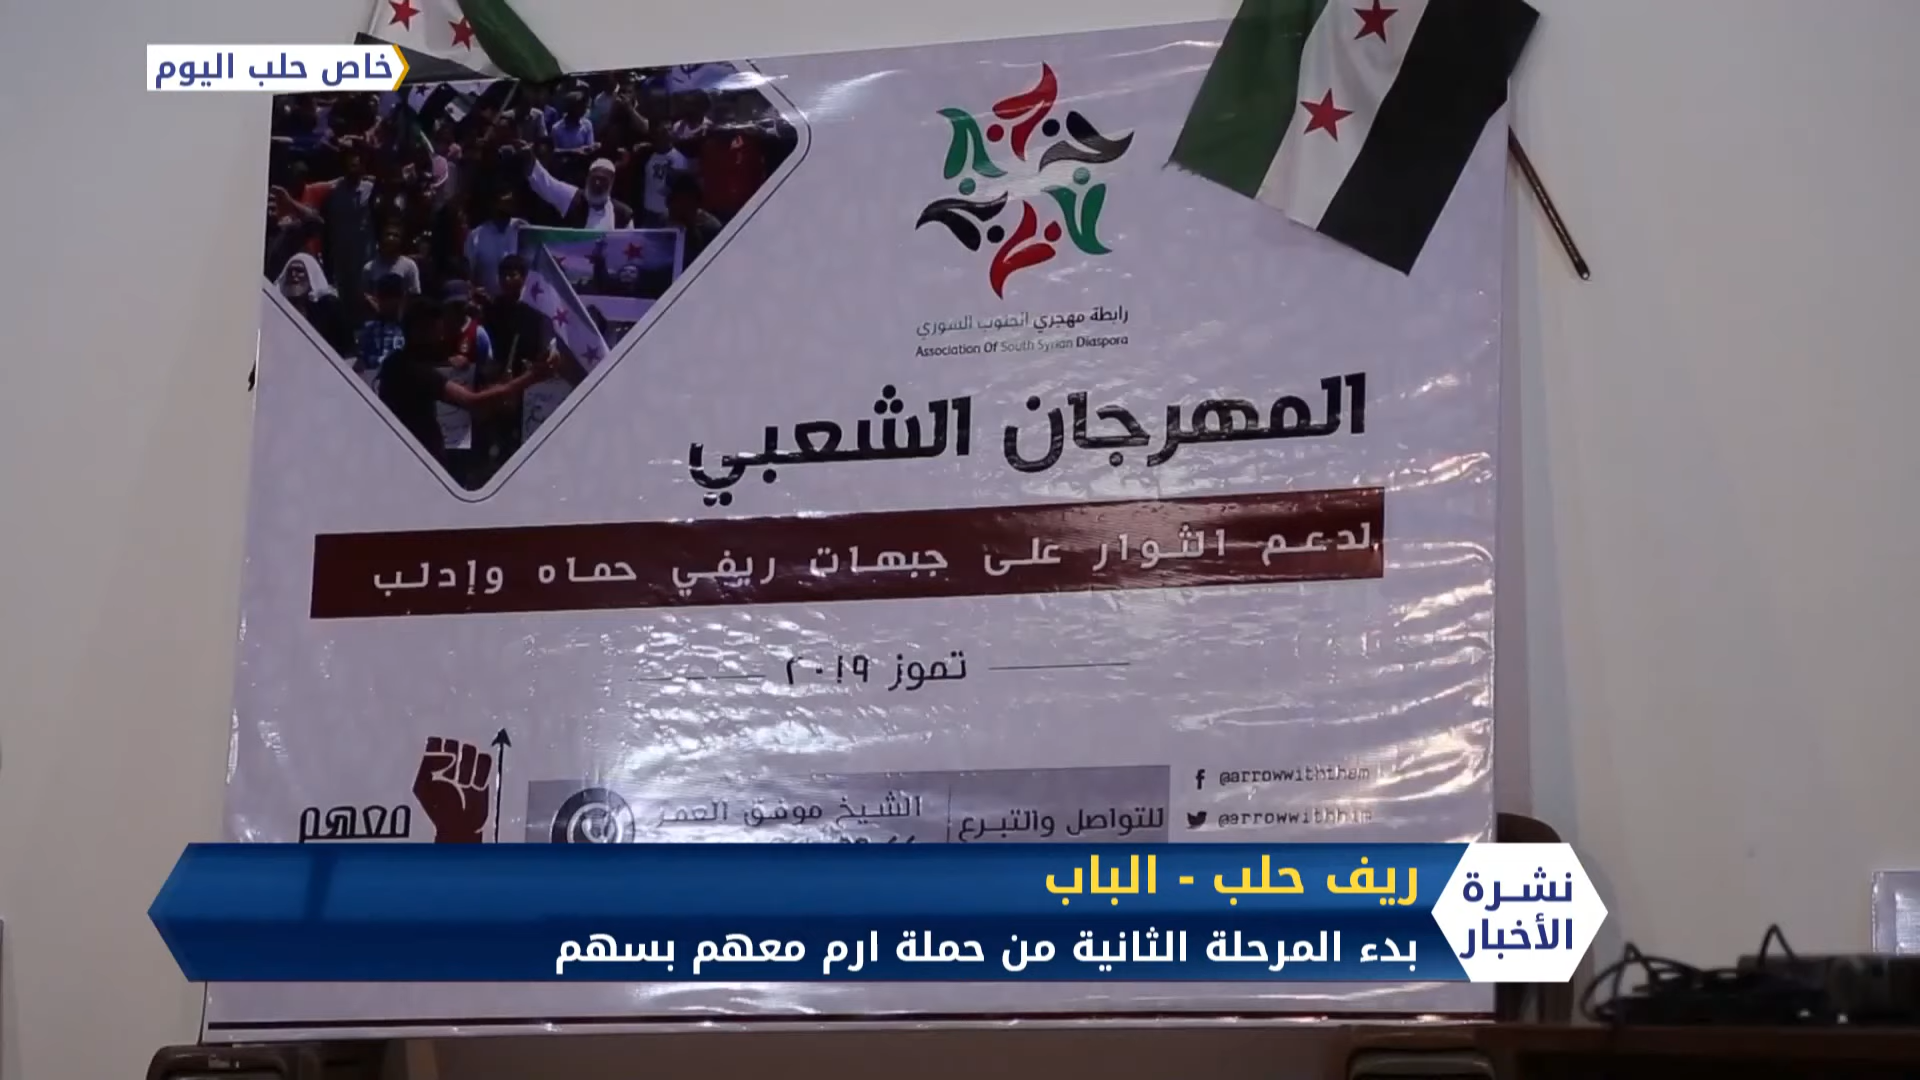 خاص حلب اليوم
رابطة مهجري الجنوب السوري
Association Of South Syrian Diaspora
المهرجان الشعبي
لدعم الثوار على جبهات ريفي حماه وإدلب
تموز ٢٠١٩
معهم
للتواصل والتبرع
الشيخ موفق العمر
@arrowwiththem
نشرة الأخبار
ريف حلب - الباب
بدء المرحلة الثانية من حملة ارم معهم بسهم